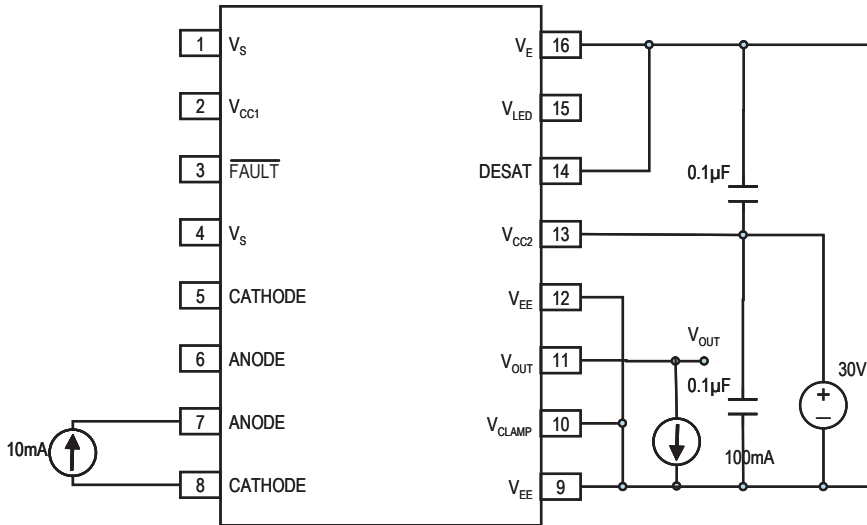 1 V_S
2 V_CC1
3 FAULT
4 V_S
5 CATHODE
6 ANODE
7 ANODE
8 CATHODE
10mA
V_E 16
V_LED 15
DESAT 14
V_CC2 13
V_EE 12
V_OUT 11
V_CLAMP 10
V_EE 9
0.1µF
V_OUT
0.1µF
100mA
30V
+
–